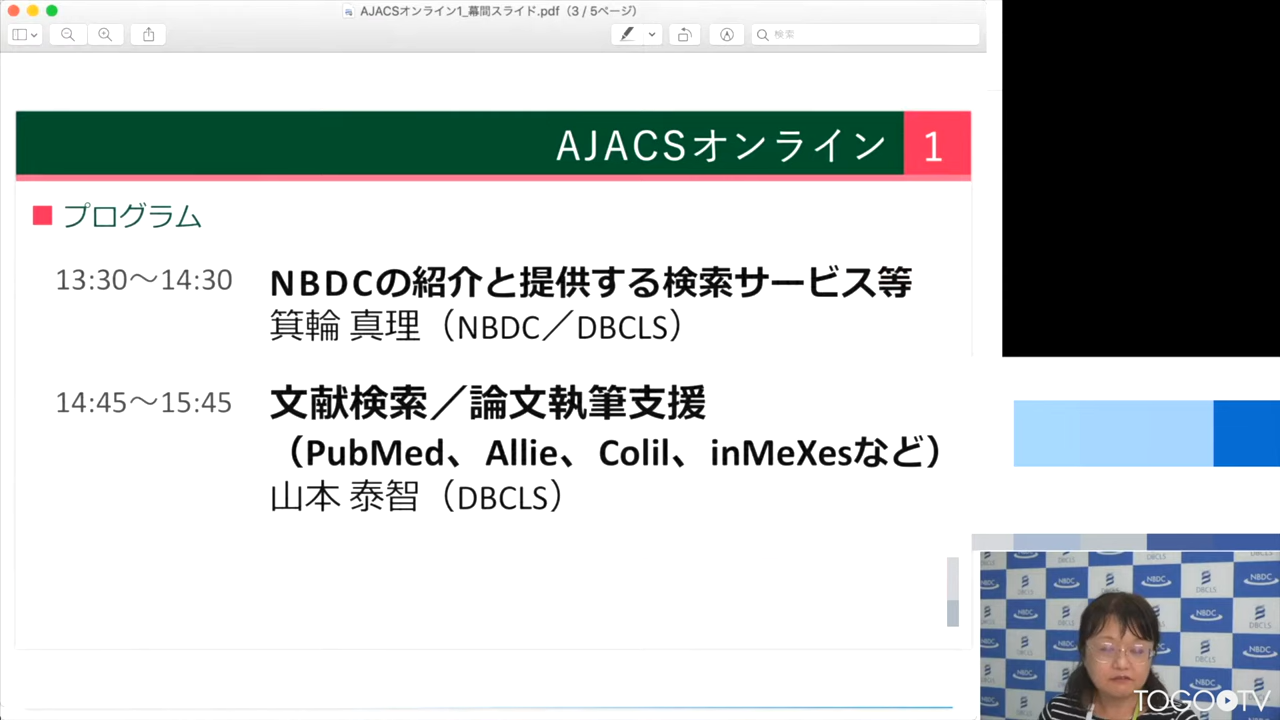 AJACSオンライン1_幕間スライド.pdf（3 / 5ページ）
検索
AJACSオンライン 1
プログラム
13:30～14:30 NBDCの紹介と提供する検索サービス等
箕輪 真理（NBDC／DBCLS）
14:45～15:45 文献検索／論文執筆支援
（PubMed、Allie、Colil、inMeXesなど）
山本 泰智（DBCLS）
NBDC
DBCLS
TOGO TV